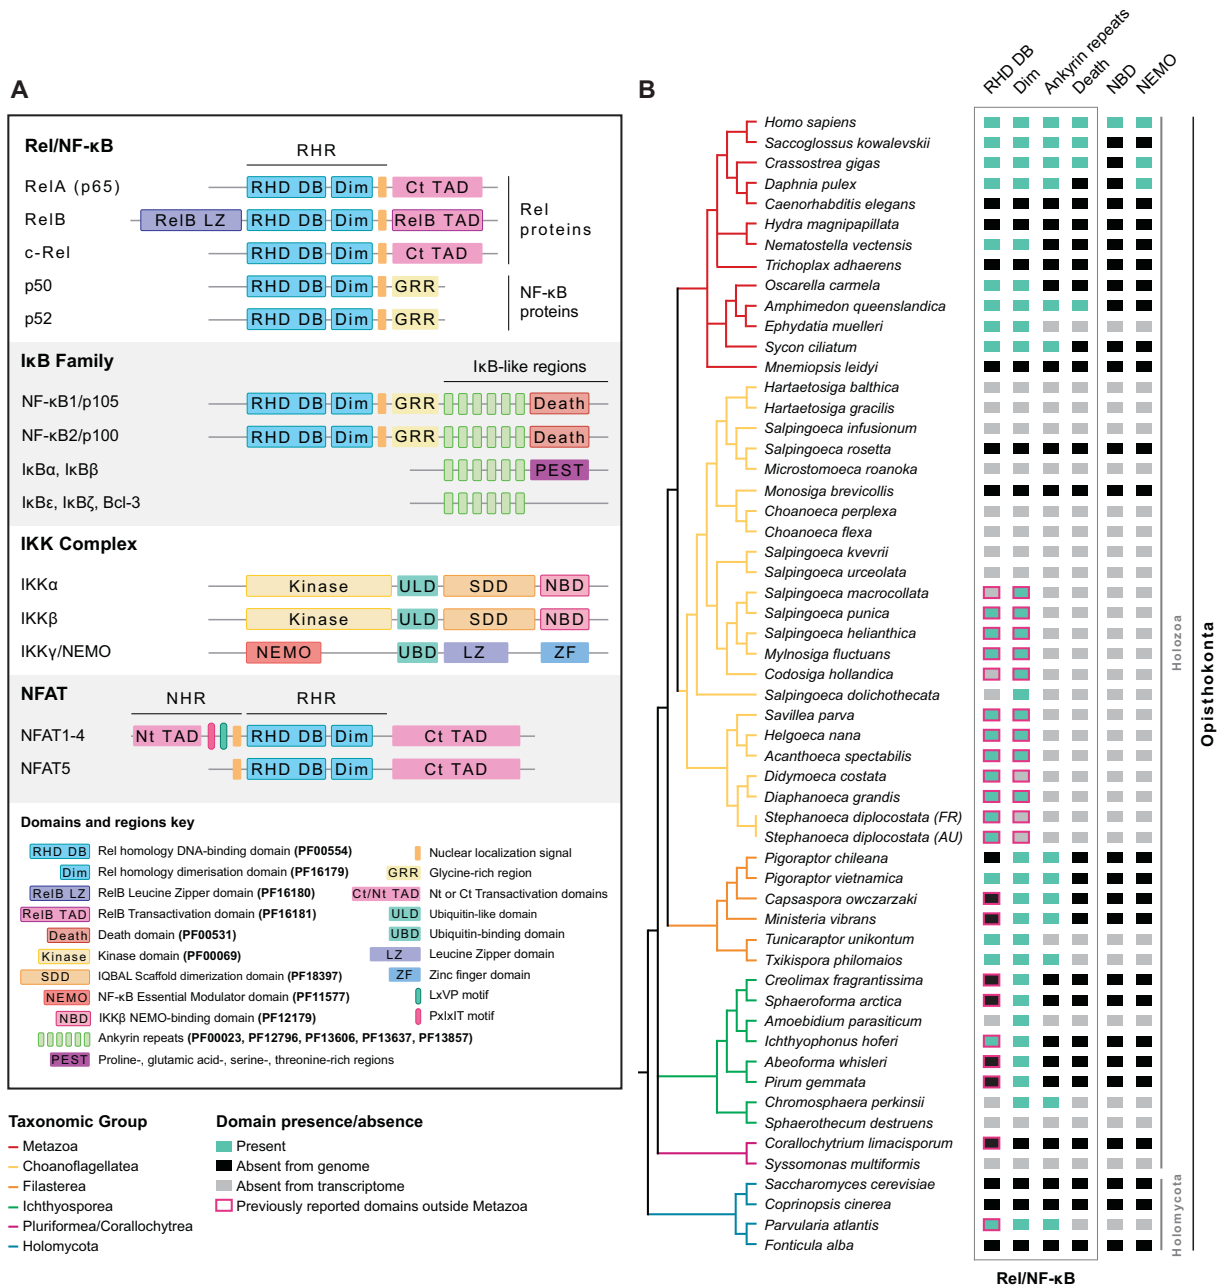 A
Rel/NF-κB
RHR
RelA (p65)
RHD DB Dim Ct TAD
RelB
RelB LZ RHD DB Dim RelB TAD
c-Rel
RHD DB Dim Ct TAD
Rel
proteins
p50
RHD DB Dim GRR
p52
RHD DB Dim GRR
NF-κB
proteins
IκB Family
IκB-like regions
NF-κB1/p105
RHD DB Dim GRR Death
NF-κB2/p100
RHD DB Dim GRR Death
IκBα, IκBβ
PEST
IκBε, IκBζ, Bcl-3
IKK Complex
IKKα
Kinase ULD SDD NBD
IKKβ
Kinase ULD SDD NBD
IKKγ/NEMO
NEMO UBD LZ ZF
NFAT
NHR RHR
NFAT1-4
Nt TAD RHD DB Dim Ct TAD
NFAT5
RHD DB Dim Ct TAD
Domains and regions key
RHD DB Rel homology DNA-binding domain (PF00554)
Dim Rel homology dimerisation domain (PF16179)
RelB LZ RelB Leucine Zipper domain (PF16180)
RelB TAD RelB Transactivation domain (PF16181)
Death Death domain (PF00531)
Kinase Kinase domain (PF00069)
SDD IQBAL Scaffold dimerization domain (PF18397)
NEMO NF-κB Essential Modulator domain (PF11577)
NBD IKKβ NEMO-binding domain (PF12179)
Ankyrin repeats (PF00023, PF12796, PF13606, PF13637, PF13857)
PEST Proline-, glutamic acid-, serine-, threonine-rich regions
Nuclear localization signal
GRR Glycine-rich region
Ct/Nt TAD Nt or Ct Transactivation domains
ULD Ubiquitin-like domain
UBD Ubiquitin-binding domain
LZ Leucine Zipper domain
ZF Zinc finger domain
LxVP motif
PxIxIT motif
Taxonomic Group
Metazoa
Choanoflagellatea
Filasterea
Ichthyosporea
Pluriformea/Corallochytrea
Holomycota
Domain presence/absence
Present
Absent from genome
Absent from transcriptome
Previously reported domains outside Metazoa
B
RHD DB
Dim
Ankyrin repeats
Death
NBD
NEMO
Homo sapiens
Saccoglossus kowalevskii
Crassostrea gigas
Daphnia pulex
Caenorhabditis elegans
Hydra magnipapillata
Nematostella vectensis
Trichoplax adhaerens
Oscarella carmela
Amphimedon queenslandica
Ephydatia muelleri
Sycon ciliatum
Mnemiopsis leidyi
Hartaetosiga balthica
Hartaetosiga gracilis
Salpingoeca infusionum
Salpingoeca rosetta
Microstomoeca roanoka
Monosiga brevicollis
Choanoeca perplexa
Choanoeca flexa
Salpingoeca kvevrii
Salpingoeca urceolata
Salpingoeca macrocollata
Salpingoeca punica
Salpingoeca helianthica
Mylnosiga fluctuans
Codosiga hollandica
Salpingoeca dolichothecata
Savillea parva
Helgoeca nana
Acanthoeca spectabilis
Didymoeca costata
Diaphanoeca grandis
Stephanoeca diplocostata (FR)
Stephanoeca diplocostata (AU)
Pigoraptor chileana
Pigoraptor vietnamica
Capsaspora owczarzaki
Ministeria vibrans
Tunicaraptor unikontum
Txikispora philomaios
Creolimax fragrantissima
Sphaeroforma arctica
Amoebidium parasiticum
Ichthyophonus hoferi
Abeoforma whisleri
Pirum gemmata
Chromosphaera perkinsii
Sphaerothecum destruens
Corallochytrium limacisporum
Syssomonas multiformis
Saccharomyces cerevisiae
Coprinopsis cinerea
Parvularia atlantis
Fonticula alba
Rel/NF-κB
Holozoa
Holomycota
Opisthokonta